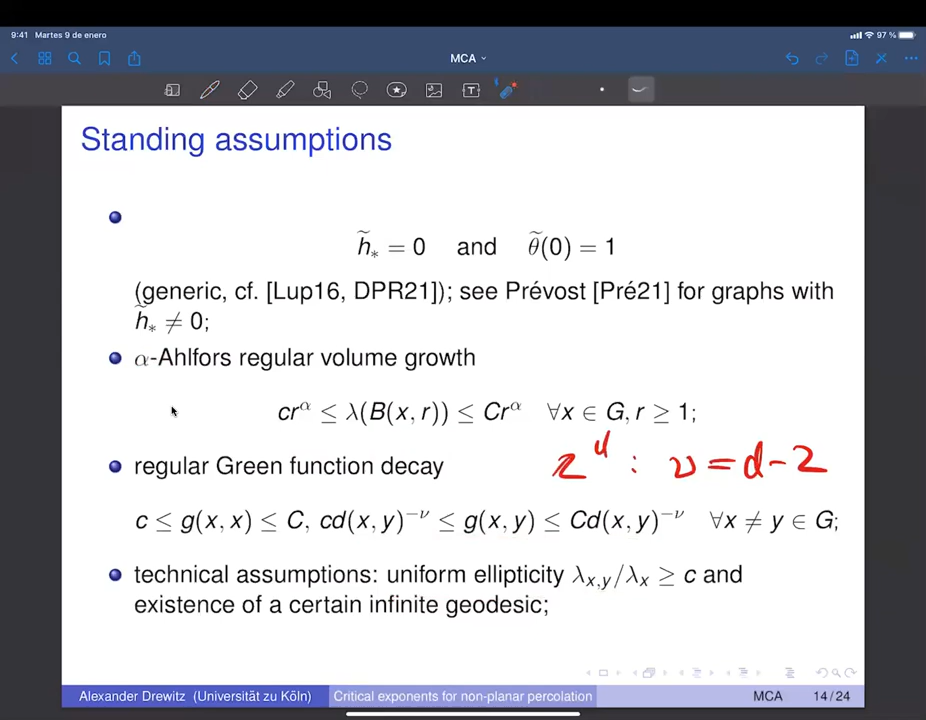 9:41 Martes 9 de enero
97 %
MCA
Standing assumptions
h̃∗ = 0 and θ̃(0) = 1
(generic, cf. [Lup16, DPR21]); see Prévost [Pré21] for graphs with
h̃∗ ≠ 0;
α-Ahlfors regular volume growth
cr^α ≤ λ(B(x, r)) ≤ Cr^α ∀x ∈ G, r ≥ 1;
regular Green function decay
ℤ^d : ν = d - 2
c ≤ g(x, x) ≤ C, cd(x, y)^−ν ≤ g(x, y) ≤ Cd(x, y)^−ν ∀x ≠ y ∈ G;
technical assumptions: uniform ellipticity λ_x,y/λ_x ≥ c and
existence of a certain infinite geodesic;
Alexander Drewitz (Universität zu Köln) Critical exponents for non-planar percolation MCA 14 / 24